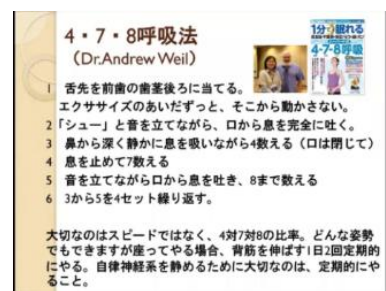 4・7・8呼吸法
(Dr.Andrew Weil)
1分で眠れる
4・7・8呼吸
1 舌先を前歯の歯茎後ろに当てる。
エクササイズのあいだずっと、そこから動かさない。
2 「シュー」と音を立てながら、口から息を完全に吐く。
3 鼻から深く静かに息を吸いながら4数える(口は閉じて)
4 息を止めて7数える
5 音を立てながら口から息を吐き、8まで数える
6 3から5を4セット繰り返す。
大切なのはスピードではなく、4対7対8の比率。どんな姿勢
でもできますが座ってやる場合、背筋を伸ばす1日2回定期的
にやる。自律神経系を静めるために大切なのは、定期的にや
ること。